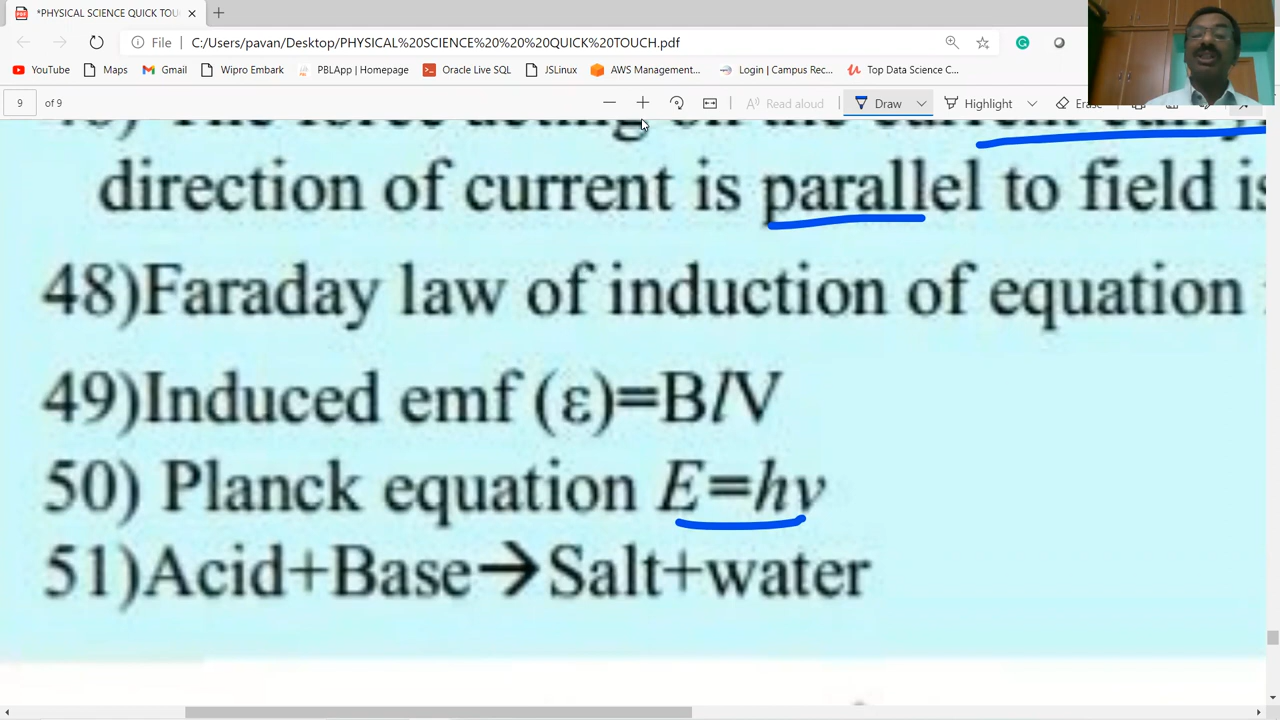 *PHYSICAL SCIENCE QUICK TOU
File C:/Users/pavan/Desktop/PHYSICAL%20SCIENCE%20%20%20QUICK%20TOUCH.pdf
YouTube Maps Gmail Wipro Embark PBLApp | Homepage Oracle Live SQL JSLinux AWS Management... Login | Campus Rec... Top Data Science C...
9 of 9 Read aloud Draw Highlight
direction of current is parallel to field is
48)Faraday law of induction of equation
49)Induced emf (ε)=BlV
50) Planck equation E=hν
51)Acid+Base→Salt+water